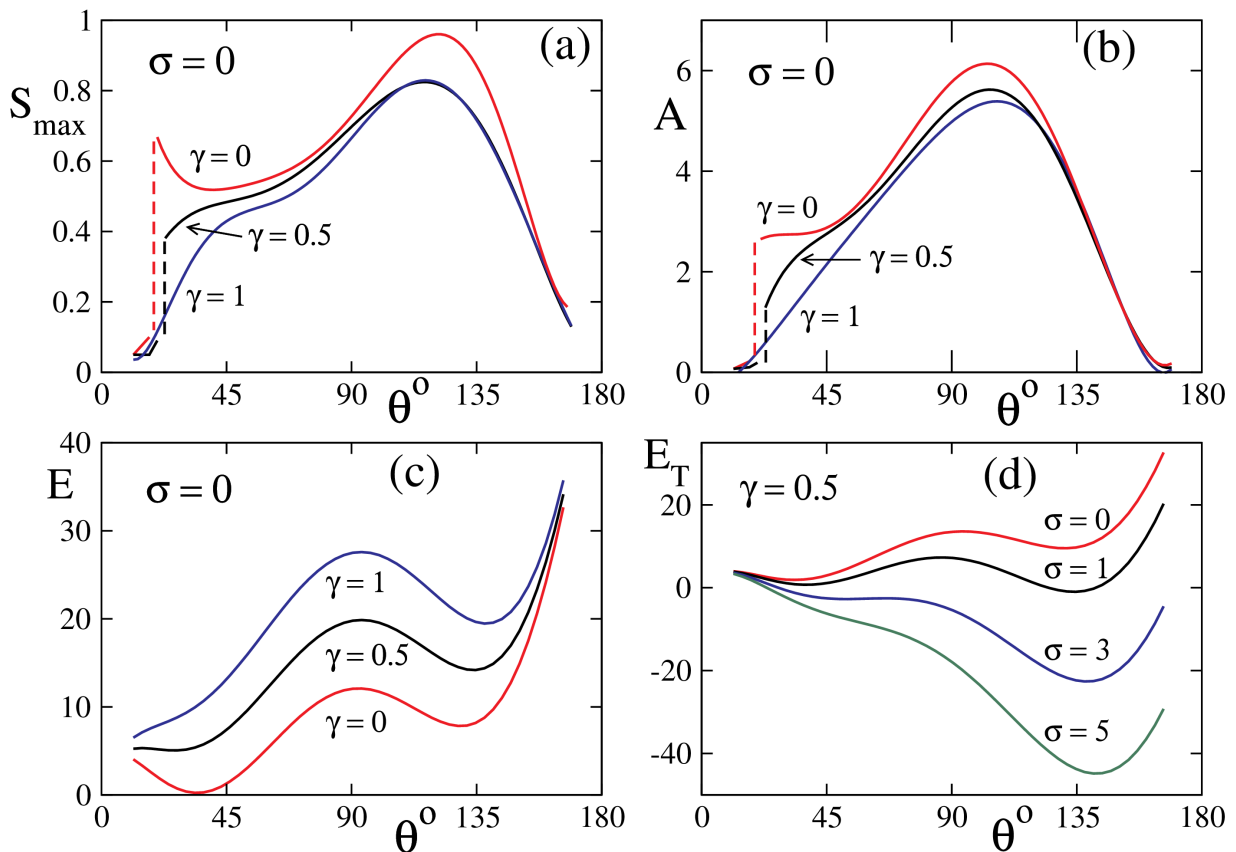 (a)
σ = 0
S_max
1
0.8
0.6
0.4
0.2
0
γ = 0
γ = 0.5
γ = 1
0 45 90 135 180
θ°
(b)
σ = 0
A
6
4
2
0
γ = 0
γ = 0.5
γ = 1
0 45 90 135 180
θ°
(c)
σ = 0
E
40
30
20
10
0
γ = 1
γ = 0.5
γ = 0
0 45 90 135 180
θ°
(d)
γ = 0.5
E_T
20
0
-20
-40
σ = 0
σ = 1
σ = 3
σ = 5
0 45 90 135 180
θ°